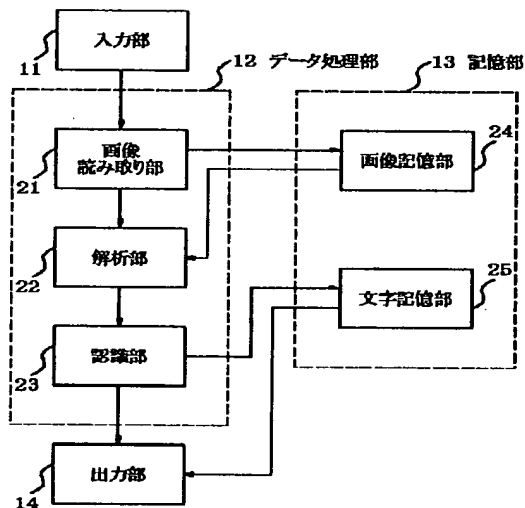 入力部
11
12 データ処理部
13 記憶部
画像
読み取り部
21
画像記憶部
24
解析部
22
文字記憶部
25
認識部
23
出力部
14